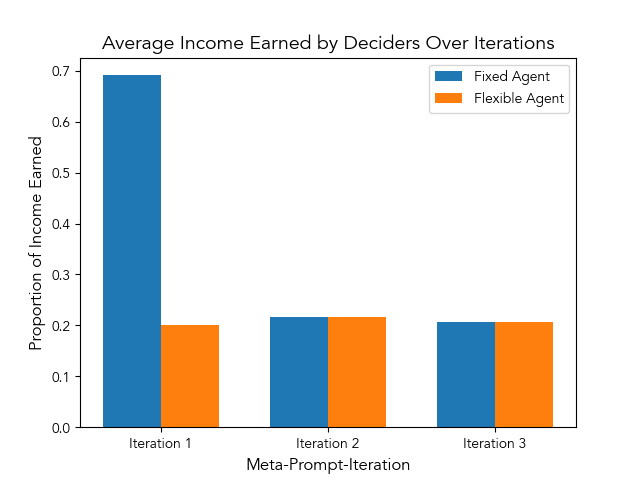 Average Income Earned by Deciders Over Iterations
Fixed Agent
Flexible Agent
Proportion of Income Earned
0.7
0.6
0.5
0.4
0.3
0.2
0.1
0.0
Iteration 1
Iteration 2
Iteration 3
Meta-Prompt-Iteration